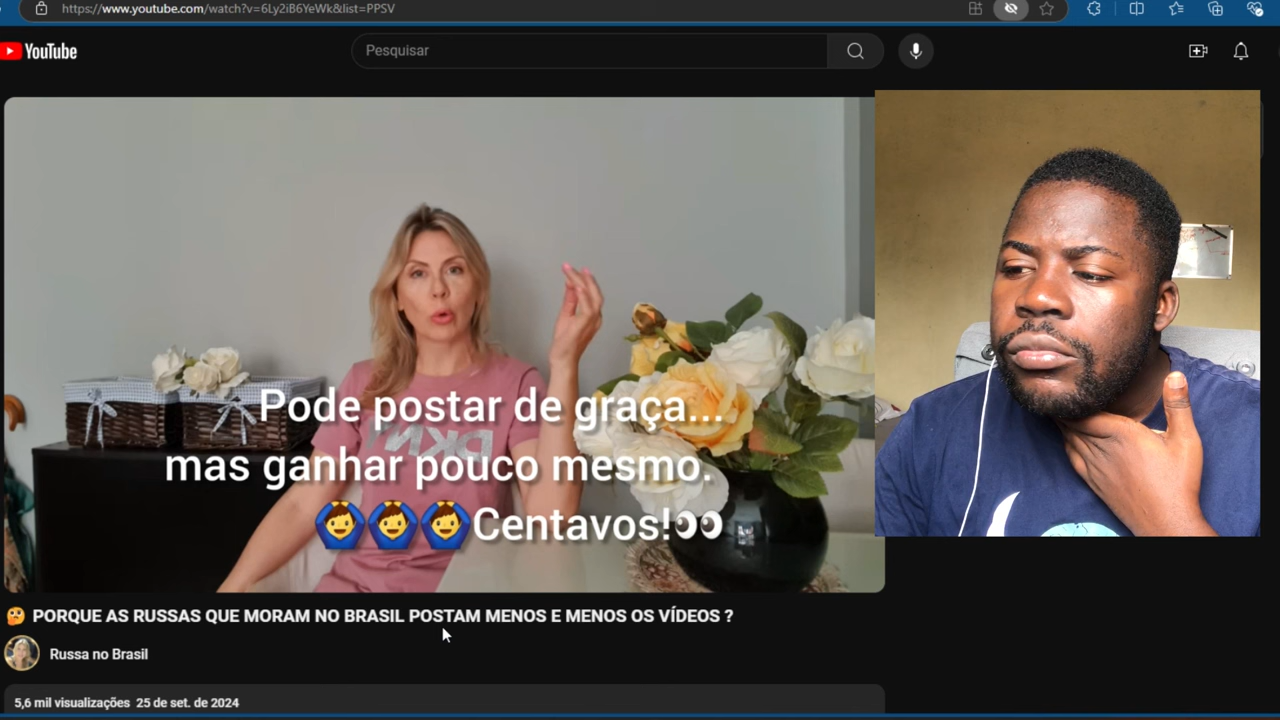 https://www.youtube.com/watch?v=6Ly2iB6YeWk&list=PPSV
YouTube
Pesquisar
DKNY
Pode postar de graça...
mas ganhar pouco mesmo.
🙆🙆🙆Centavos!👀
🤔 PORQUE AS RUSSAS QUE MORAM NO BRASIL POSTAM MENOS E MENOS OS VÍDEOS ?
Russa no Brasil
5,6 mil visualizações 25 de set. de 2024